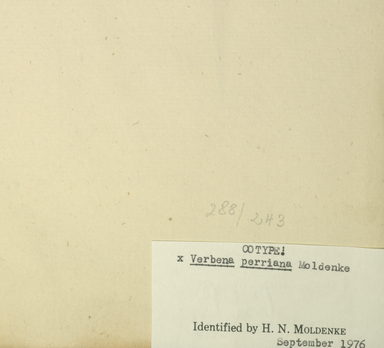 288/243
COTYPE!
x Verbena perriana Moldenke
Identified by H. N. MOLDENKE
September 1976